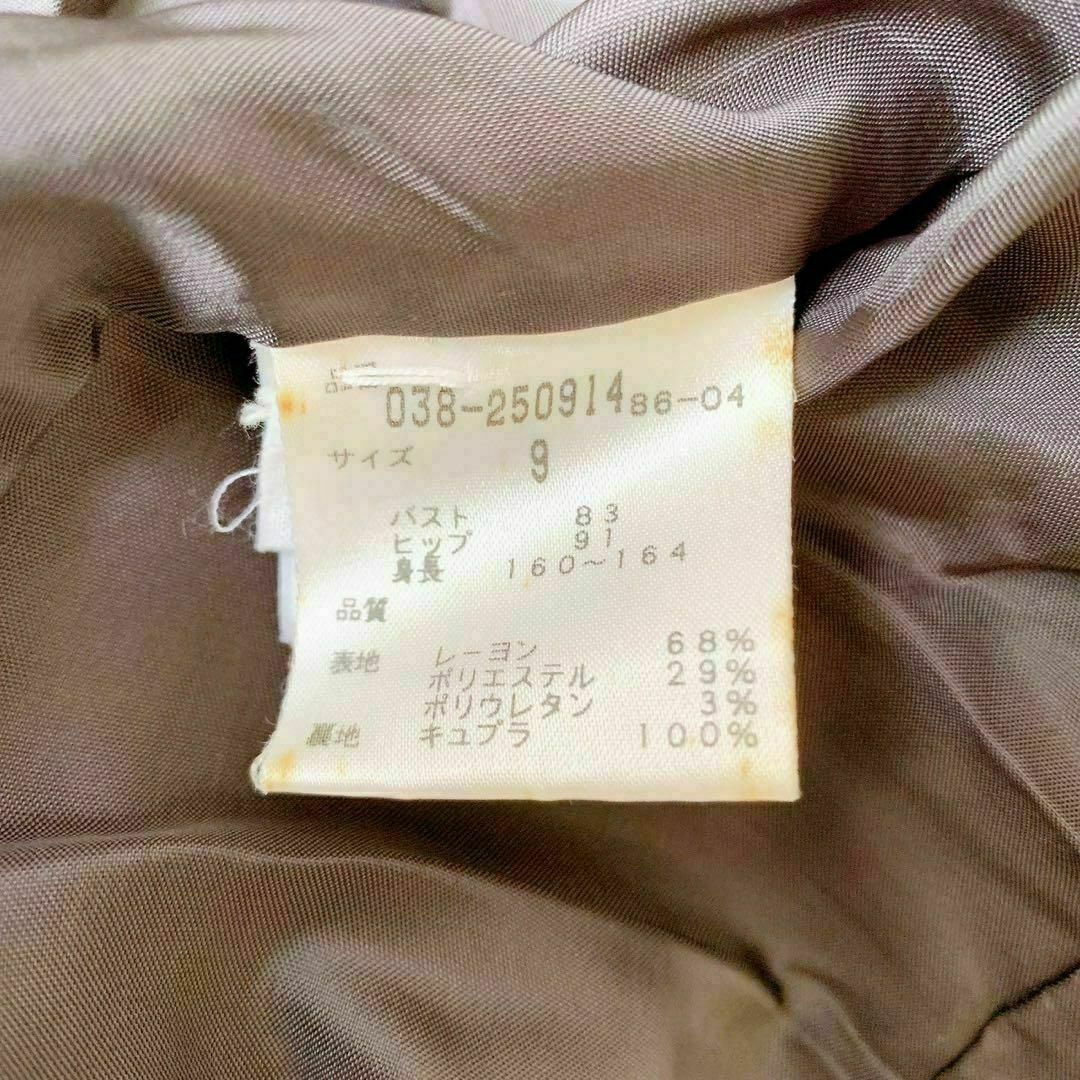 038-250914 86-04
サイズ 9
バスト 83
ヒップ 91
身長 160~164
品質
表地 レーヨン 68%
ポリエステル 29%
ポリウレタン 3%
裏地 キュプラ 100%